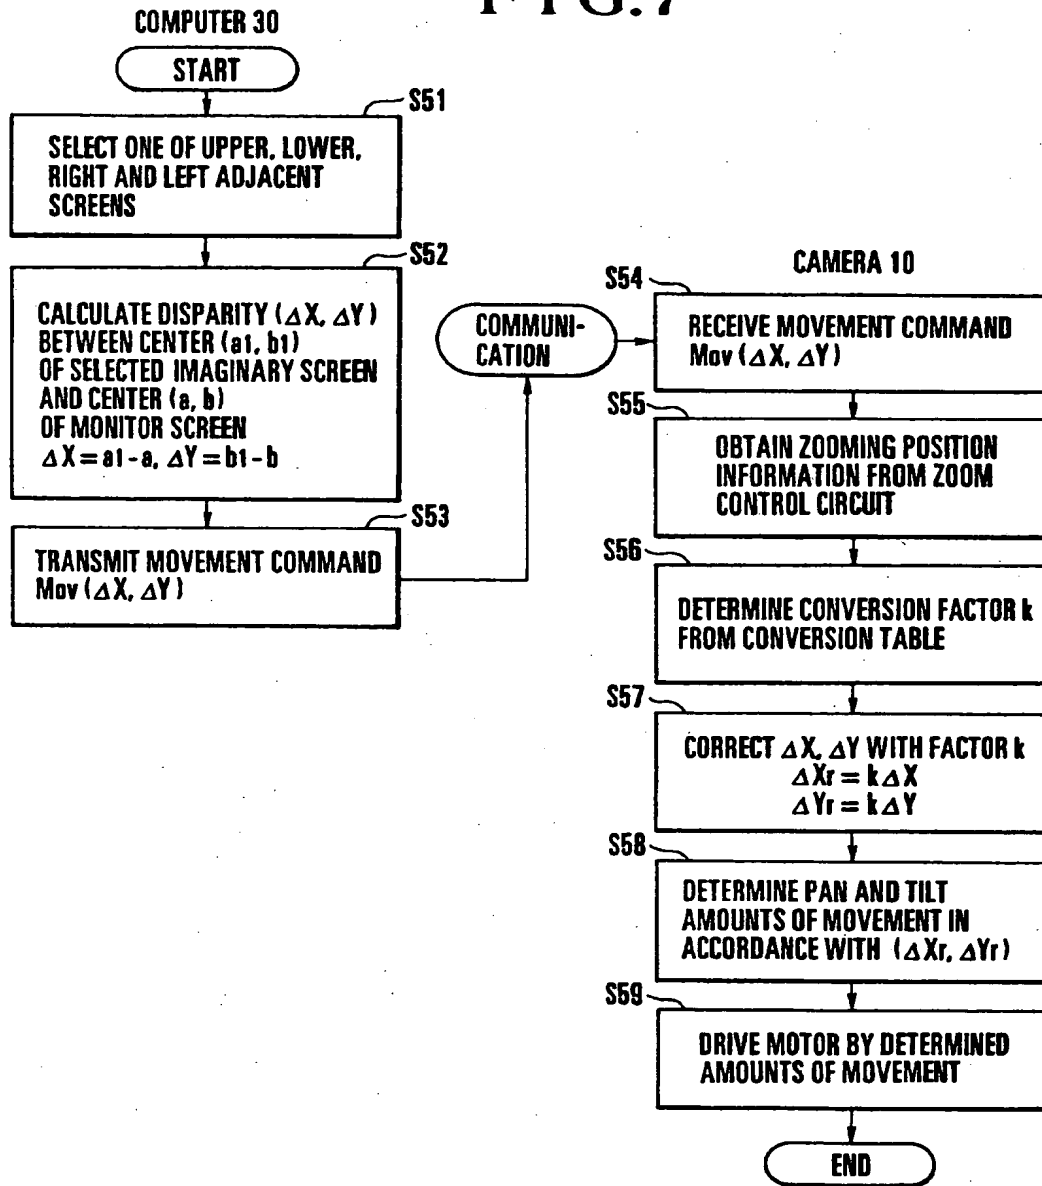 FIG.7
COMPUTER 30
START
S51
SELECT ONE OF UPPER, LOWER,
RIGHT AND LEFT ADJACENT
SCREENS
S52
CALCULATE DISPARITY (ΔX, ΔY)
BETWEEN CENTER (a1, b1)
OF SELECTED IMAGINARY SCREEN
AND CENTER (a, b)
OF MONITOR SCREEN
ΔX=a1-a, ΔY=b1-b
S53
TRANSMIT MOVEMENT COMMAND
Mov (ΔX, ΔY)
COMMUNI-
CATION
CAMERA 10
S54
RECEIVE MOVEMENT COMMAND
Mov (ΔX, ΔY)
S55
OBTAIN ZOOMING POSITION
INFORMATION FROM ZOOM
CONTROL CIRCUIT
S56
DETERMINE CONVERSION FACTOR k
FROM CONVERSION TABLE
S57
CORRECT ΔX, ΔY WITH FACTOR k
ΔXr = kΔX
ΔYr = kΔY
S58
DETERMINE PAN AND TILT
AMOUNTS OF MOVEMENT IN
ACCORDANCE WITH (ΔXr, ΔYr)
S59
DRIVE MOTOR BY DETERMINED
AMOUNTS OF MOVEMENT
END